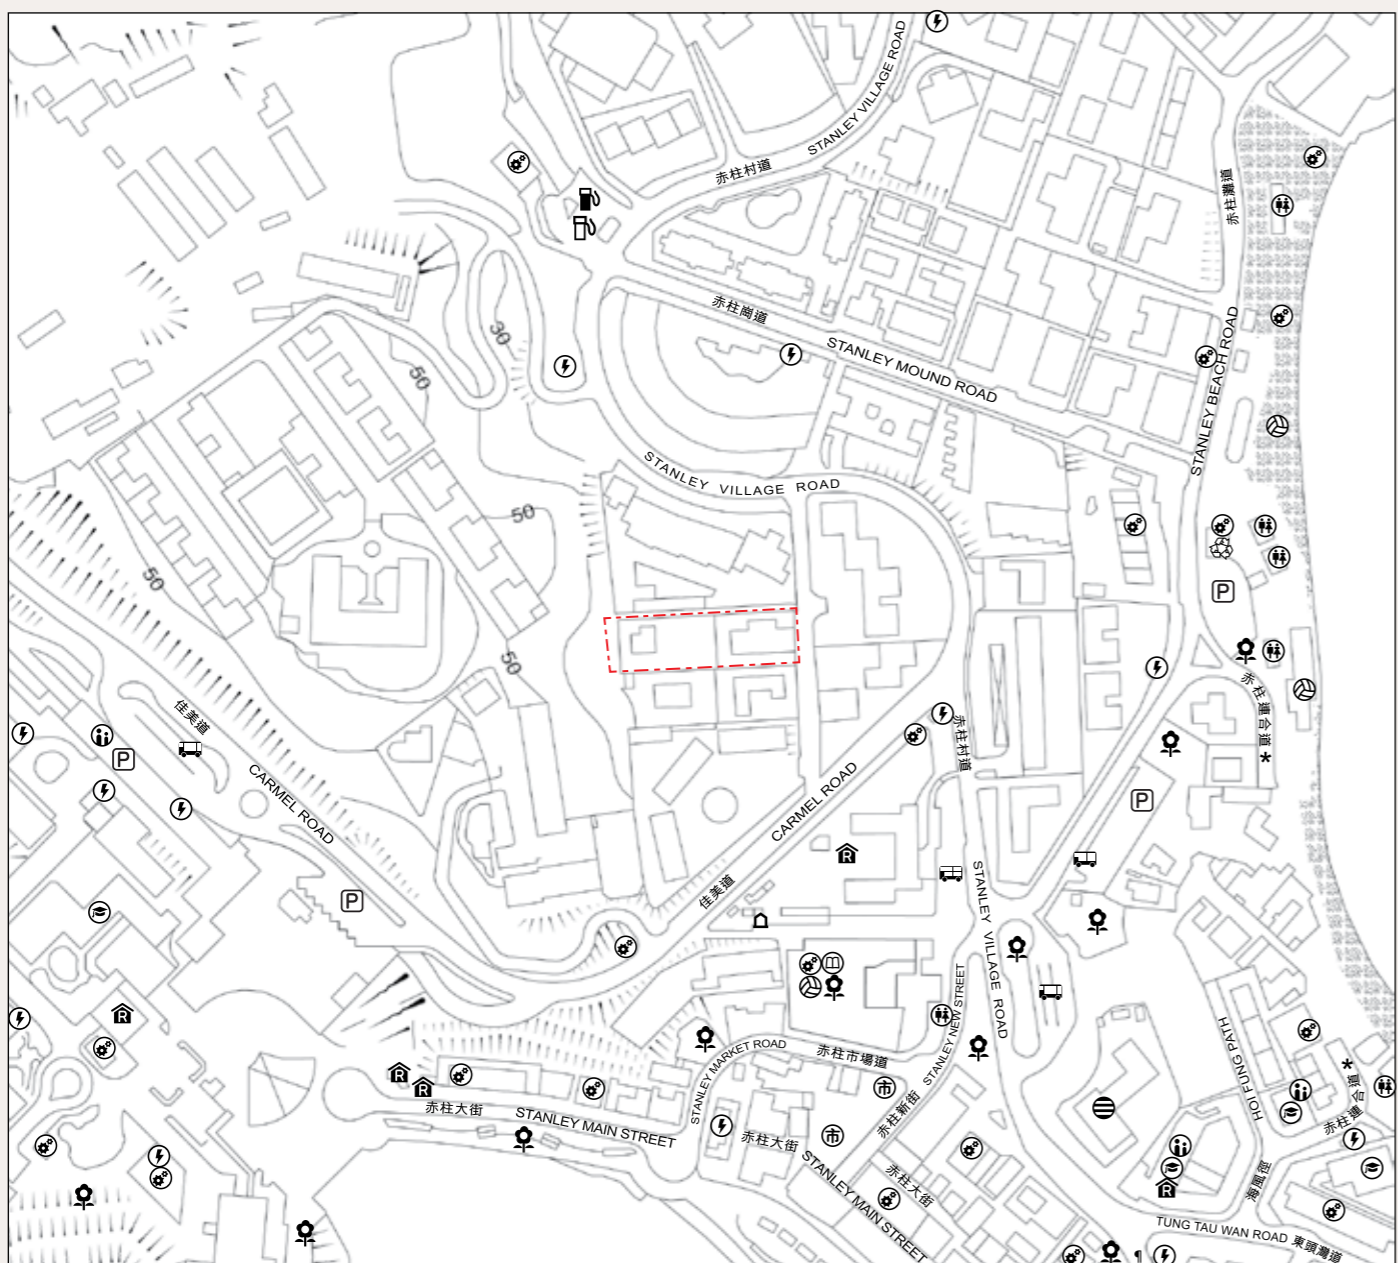 STANLEY VILLAGE ROAD
赤柱村道
赤柱灘道
赤柱崗道
STANLEY MOUND ROAD
STANLEY BEACH ROAD
30
50
STANLEY VILLAGE ROAD
50
50
50
赤柱連合道 *
佳美道
P
CARMEL ROAD
P
P
赤柱村道
CARMEL ROAD
P
R
佳美道
STANLEY VILLAGE ROAD
STANLEY NEW STREET
R
STANLEY MARKET ROAD
赤柱市場道
HOI FUNG PATH
R
R
市
赤柱新街
赤柱大街
STANLEY MAIN STREET
赤柱大街
市
STANLEY MAIN STREET
赤柱大街
赤柱連合道 *
海風徑
R
TUNG TAU WAN ROAD 東頭灣道
¶